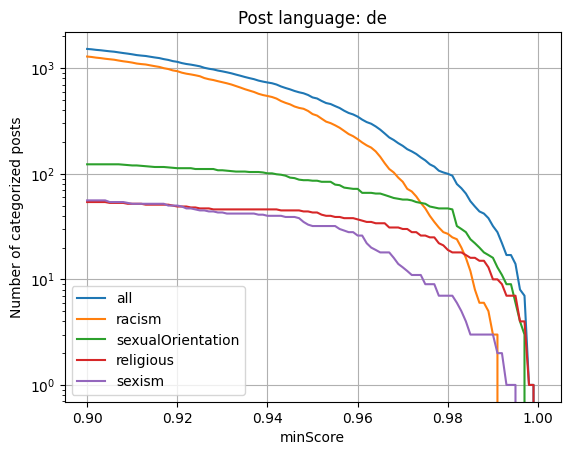 Post language: de
Number of categorized posts
10³
10²
10¹
10⁰
all
racism
sexualOrientation
religious
sexism
0.90 0.92 0.94 0.96 0.98 1.00
minScore